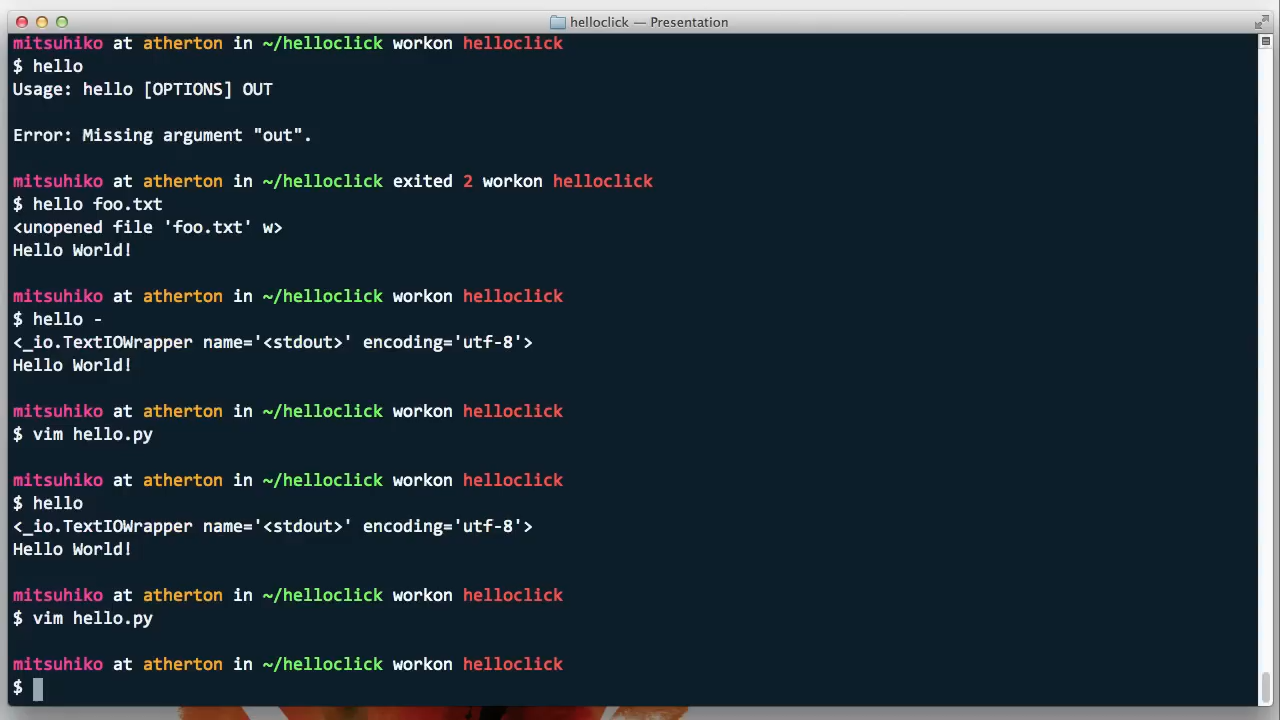 helloclick — Presentation
mitsuhiko at atherton in ~/helloclick workon helloclick
$ hello
Usage: hello [OPTIONS] OUT
Error: Missing argument "out".
mitsuhiko at atherton in ~/helloclick exited 2 workon helloclick
$ hello foo.txt
<unopened file 'foo.txt' w>
Hello World!
mitsuhiko at atherton in ~/helloclick workon helloclick
$ hello -
<_io.TextIOWrapper name='<stdout>' encoding='utf-8'>
Hello World!
mitsuhiko at atherton in ~/helloclick workon helloclick
$ vim hello.py
mitsuhiko at atherton in ~/helloclick workon helloclick
$ hello
<_io.TextIOWrapper name='<stdout>' encoding='utf-8'>
Hello World!
mitsuhiko at atherton in ~/helloclick workon helloclick
$ vim hello.py
mitsuhiko at atherton in ~/helloclick workon helloclick
$